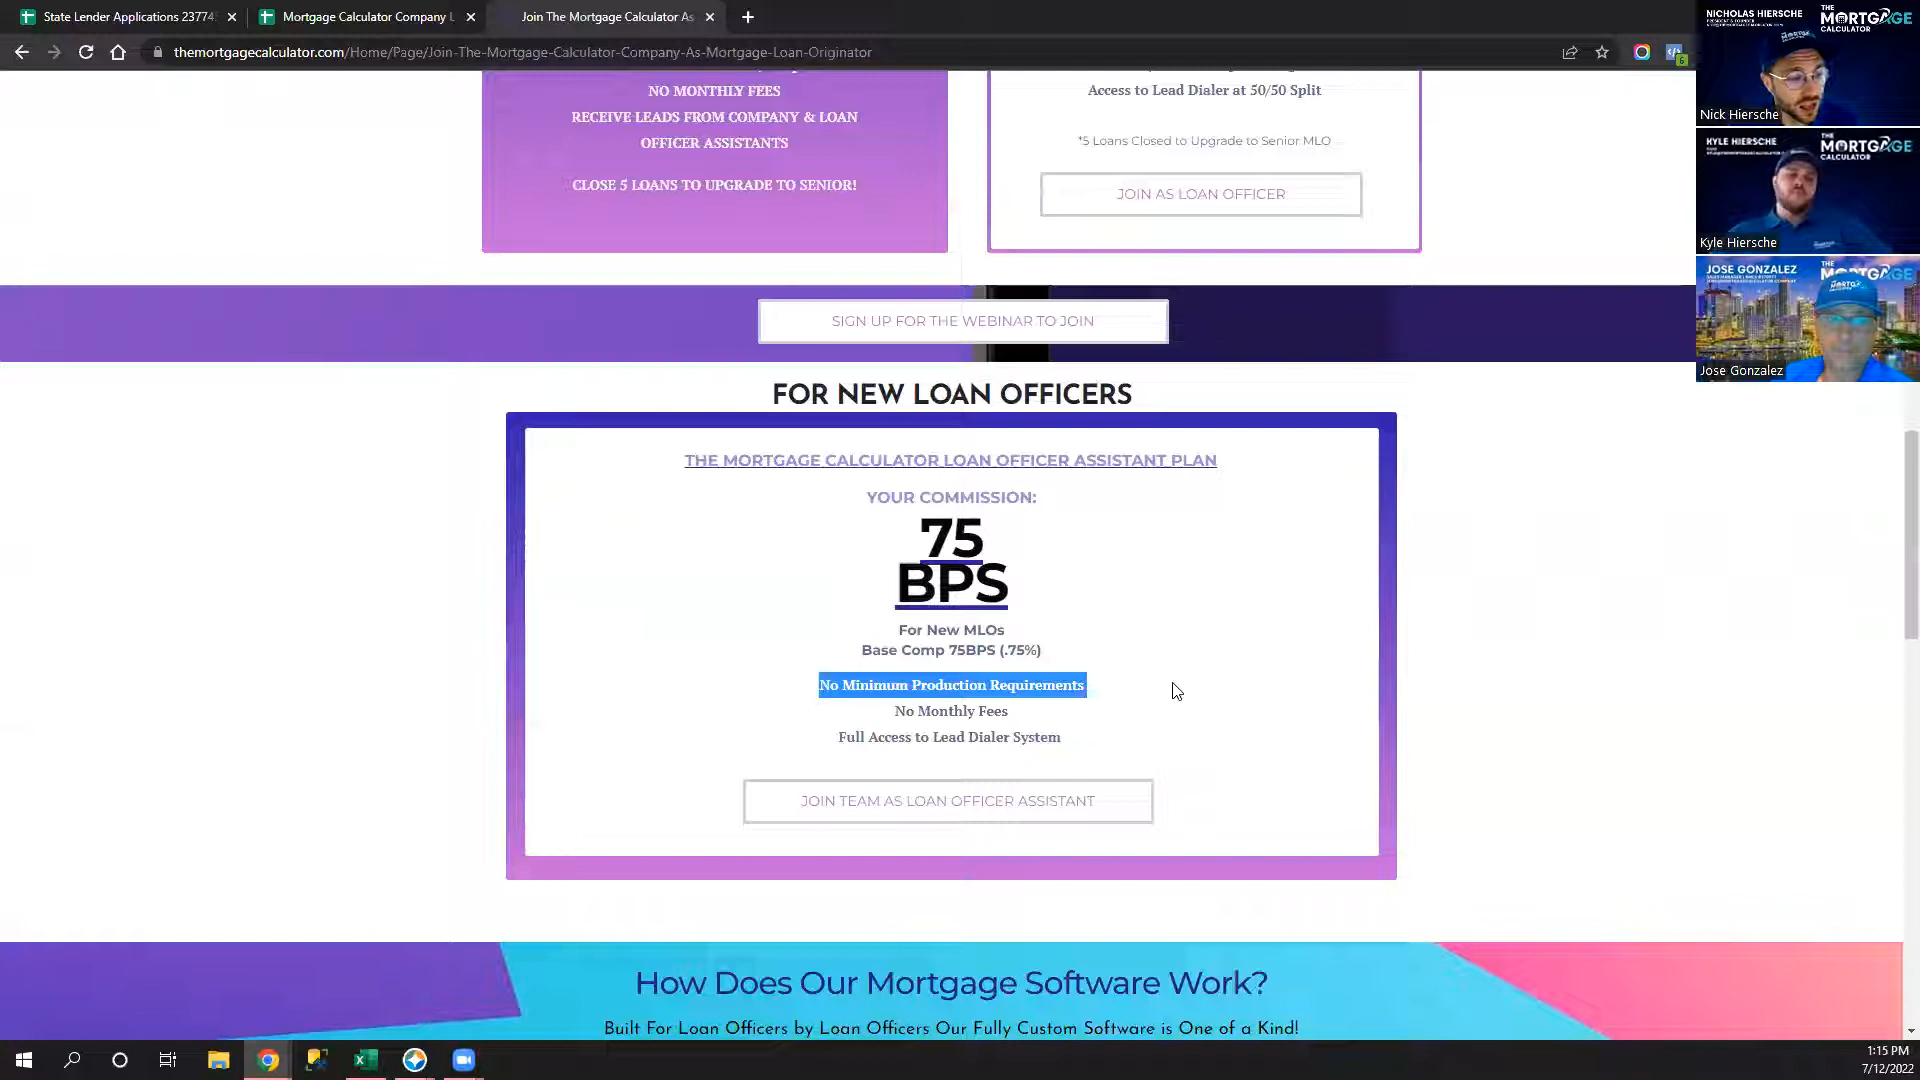 State Lender Applications 23774
Mortgage Calculator Company L
Join The Mortgage Calculator As
themortgagecalculator.com/Home/Page/Join-The-Mortgage-Calculator-Company-As-Mortgage-Loan-Originator
6
NO MONTHLY FEES
RECEIVE LEADS FROM COMPANY & LOAN
OFFICER ASSISTANTS
CLOSE 5 LOANS TO UPGRADE TO SENIOR!
Access to Lead Dialer at 50/50 Split
*5 Loans Closed to Upgrade to Senior MLO
JOIN AS LOAN OFFICER
SIGN UP FOR THE WEBINAR TO JOIN
FOR NEW LOAN OFFICERS
THE MORTGAGE CALCULATOR LOAN OFFICER ASSISTANT PLAN
YOUR COMMISSION:
75
BPS
For New MLOs
Base Comp 75BPS (.75%)
No Minimum Production Requirements
No Monthly Fees
Full Access to Lead Dialer System
JOIN TEAM AS LOAN OFFICER ASSISTANT
How Does Our Mortgage Software Work?
Built For Loan Officers by Loan Officers Our Fully Custom Software is One of a Kind!
NICHOLAS HIERSCHE
THE
MORTGAGE
CALCULATOR
Nick Hiersche
KYLE HIERSCHE
THE
MORTGAGE
CALCULATOR
Kyle Hiersche
JOSE GONZALEZ
THE
Jose Gonzalez
1:15 PM
7/12/2022